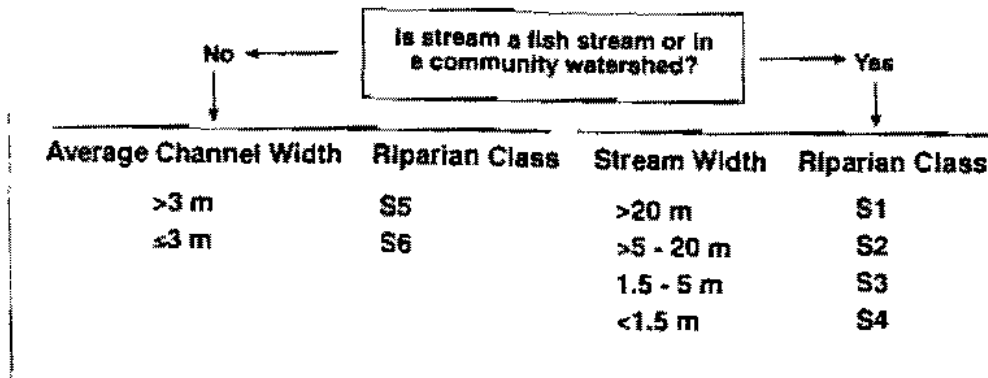 Is stream a fish stream or in
a community watershed?
No
Yes
Average Channel Width Riparian Class
>3 m S5
≤3 m S6
Stream Width Riparian Class
>20 m S1
>5 - 20 m S2
1.5 - 5 m S3
<1.5 m S4